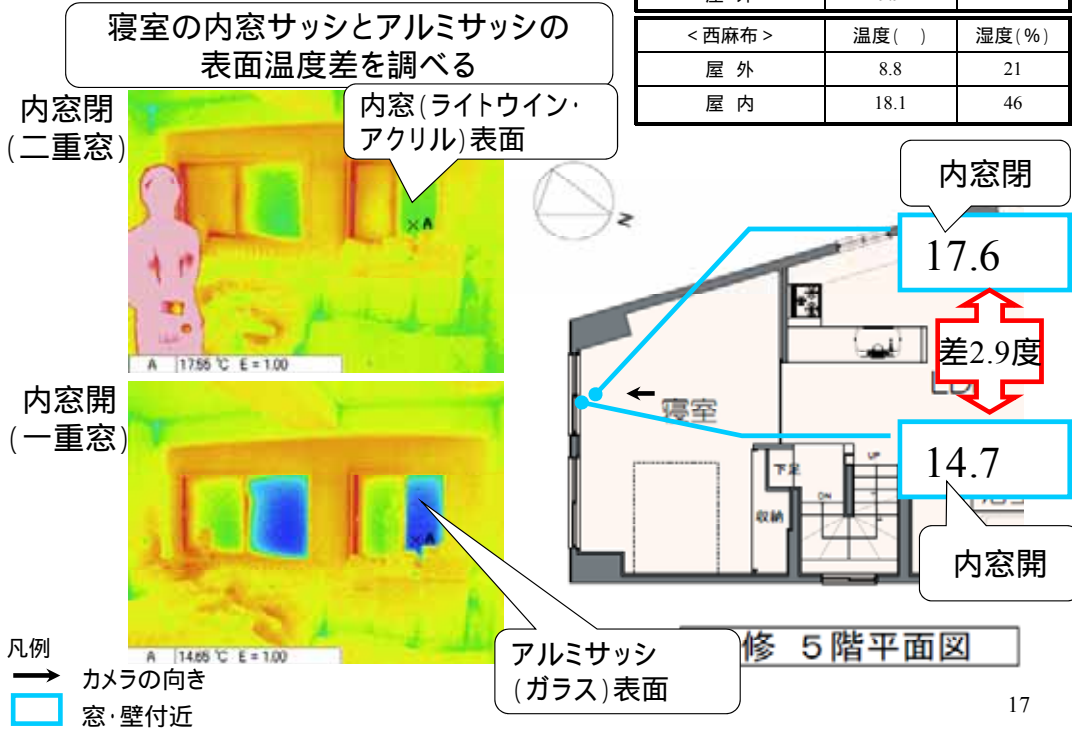 寝室の内窓サッシとアルミサッシの
表面温度差を調べる
<西麻布>
温度( )
湿度(%)
屋 外
8.8
21
屋 内
18.1
46
内窓閉
(二重窓)
内窓(ライトウイン・
アクリル)表面
×A
A 17.55 ℃ E = 1.00
内窓開
(一重窓)
×A
A 14.65 ℃ E = 1.00
アルミサッシ
(ガラス)表面
N
内窓閉
17.6
差2.9度
LD
寝室
14.7
内窓開
下足
収納
UP
DN
修 5階平面図
凡例
カメラの向き
窓・壁付近
17